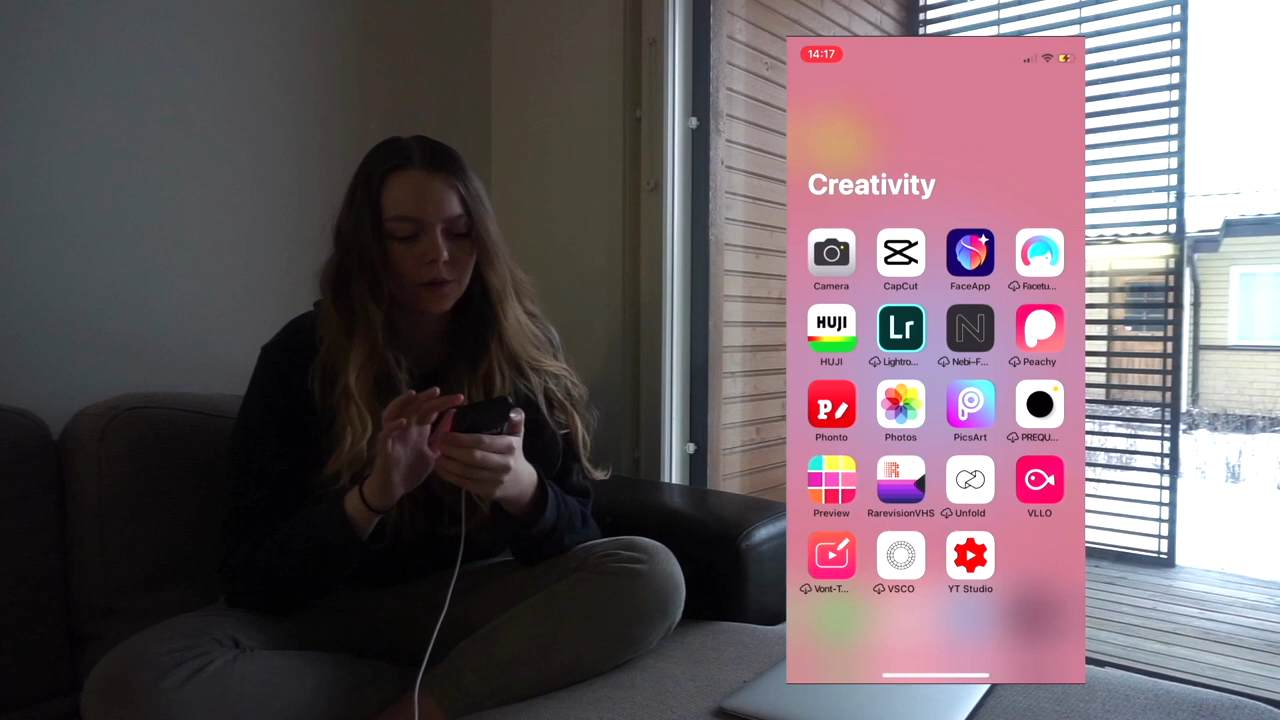 14:17
Creativity
Camera CapCut FaceApp Facetu...
HUJI
Lr
N
HUJI Lightro... Nebi–F... Peachy
P
Phonto Photos PicsArt PREQU...
R
Preview RarevisionVHS Unfold VLLO
Vont-T... VSCO YT Studio